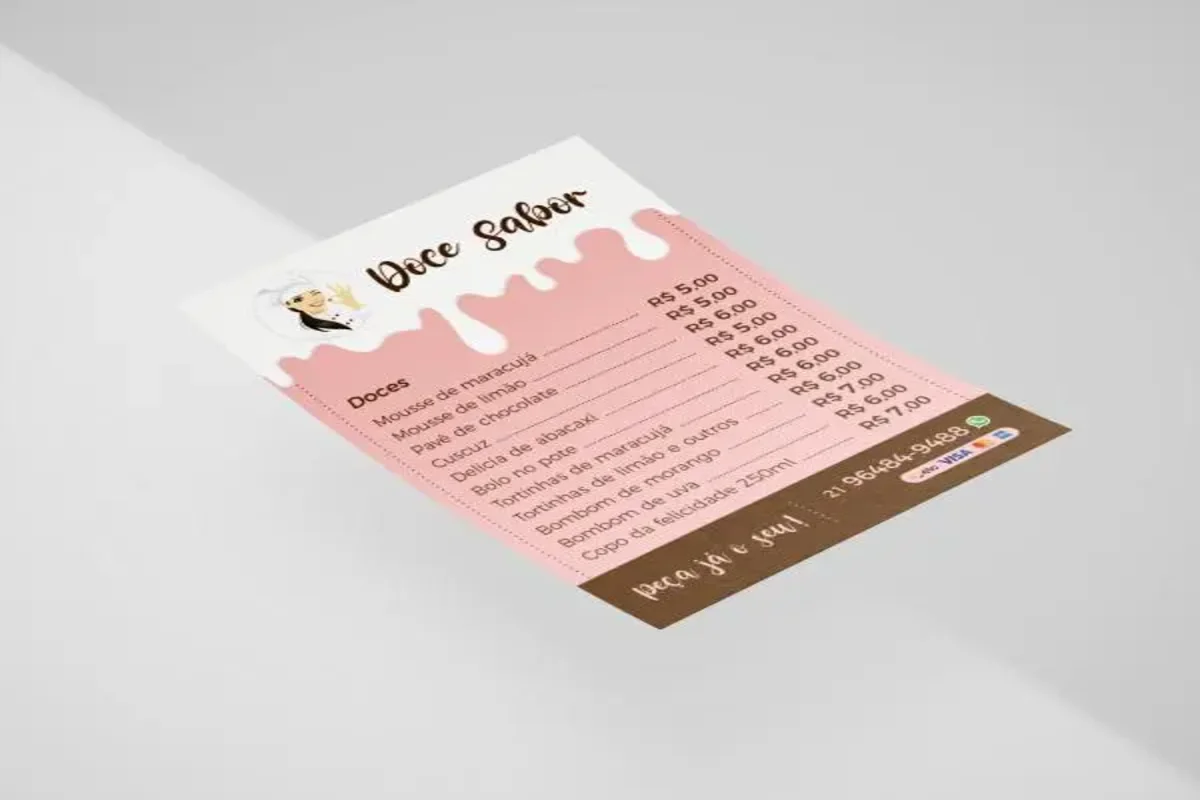 Doce Sabor
Doces
Mousse de maracujá R$ 5,00
Mousse de limão R$ 5,00
Pavê de chocolate R$ 6,00
Cuscuz R$ 5,00
Delícia de abacaxi R$ 6,00
Bolo no pote R$ 6,00
Tortinhas de maracujá R$ 6,00
Tortinhas de limão e outros R$ 6,00
Bombom de morango R$ 7,00
Bombom de uva R$ 6,00
Copo da felicidade 250ml R$ 7,00
Peça já o seu! 21 96484-9488
elo VISA